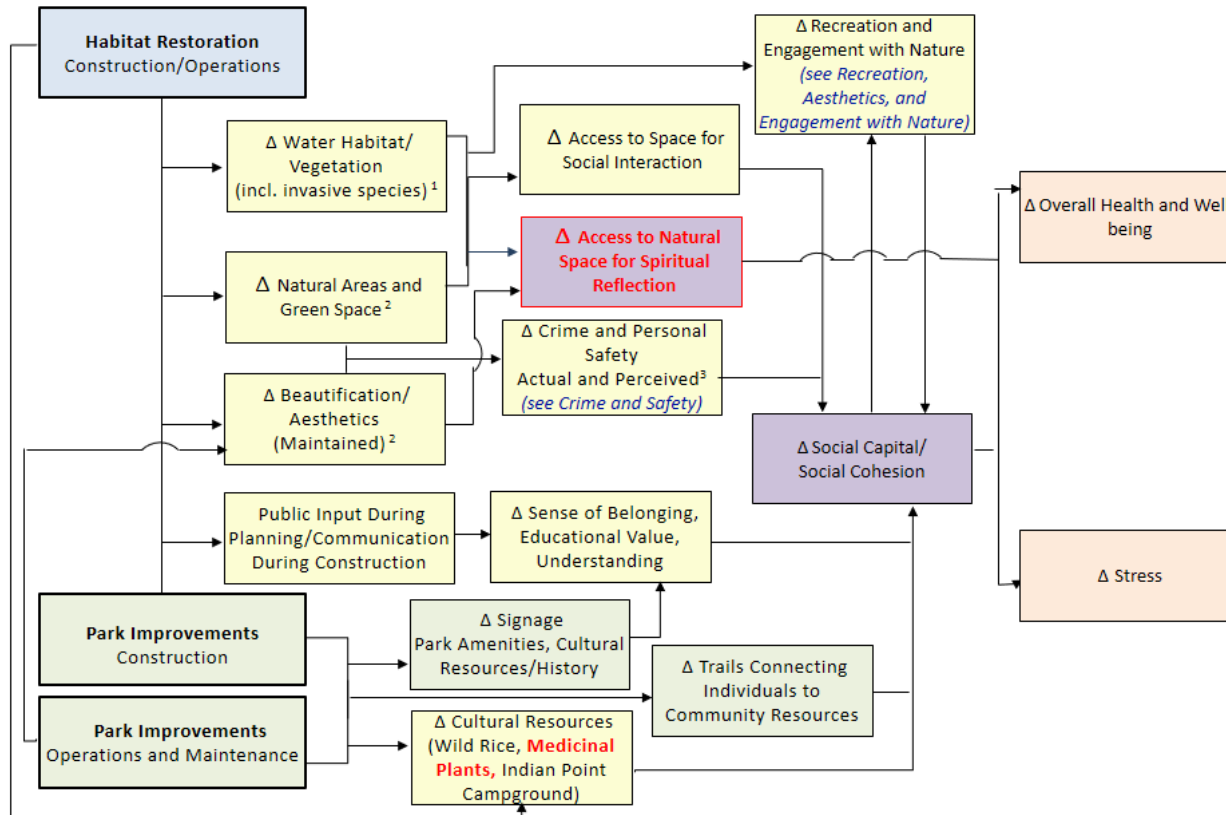 Habitat Restoration
Construction/Operations
Δ Recreation and
Engagement with Nature
(see Recreation,
Aesthetics, and
Engagement with Nature)
Δ Water Habitat/
Vegetation
(incl. invasive species) 1
Δ Access to Space for
Social Interaction
Δ Access to Natural
Space for Spiritual
Reflection
Δ Overall Health and Well
being
Δ Natural Areas and
Green Space 2
Δ Crime and Personal
Safety
Actual and Perceived3
(see Crime and Safety)
Δ Beautification/
Aesthetics
(Maintained) 2
Δ Social Capital/
Social Cohesion
Public Input During
Planning/Communication
During Construction
Δ Sense of Belonging,
Educational Value,
Understanding
Δ Stress
Park Improvements
Construction
Δ Signage
Park Amenities, Cultural
Resources/History
Δ Trails Connecting
Individuals to
Community Resources
Park Improvements
Operations and Maintenance
Δ Cultural Resources
(Wild Rice, Medicinal
Plants, Indian Point
Campground)